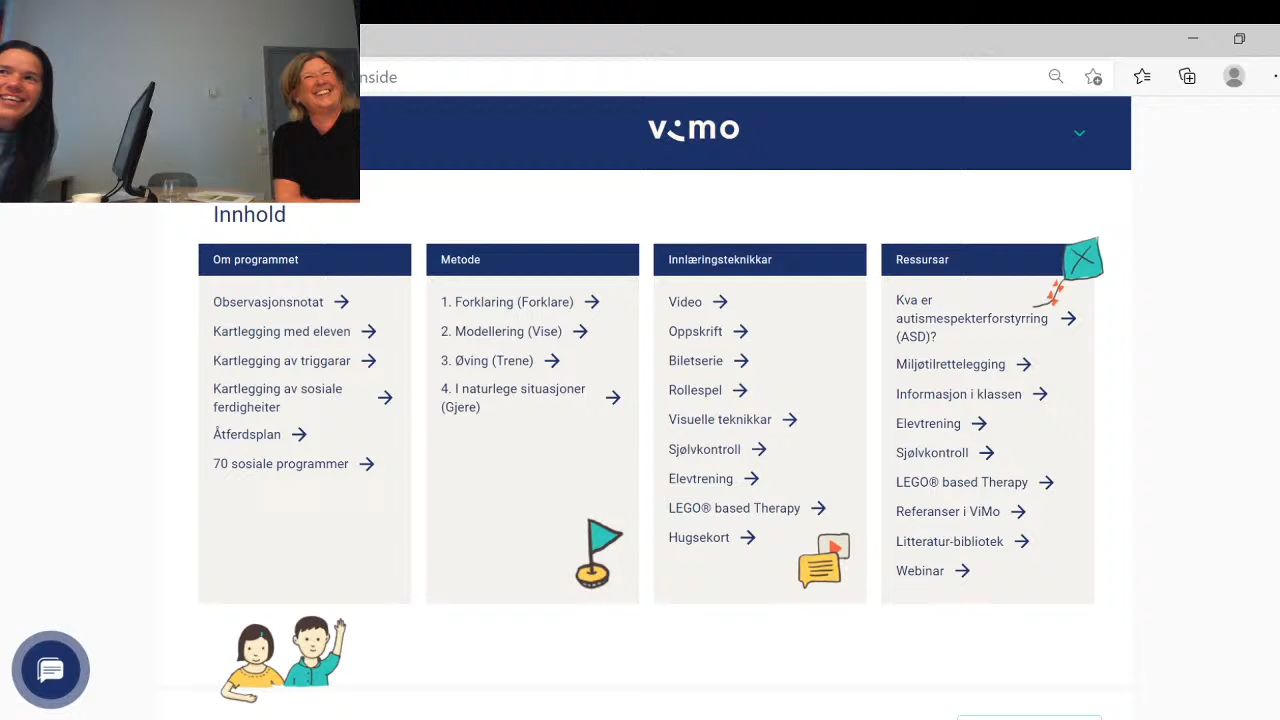 nside
vimo
Innhold
Om programmet
Observasjonsnotat
Kartlegging med eleven
Kartlegging av triggarar
Kartlegging av sosiale
ferdigheiter
Åtferdsplan
70 sosiale programmer
Metode
1. Forklaring (Forklare)
2. Modellering (Vise)
3. Øving (Trene)
4. I naturlege situasjoner
(Gjere)
Innlæringsteknikkar
Video
Oppskrift
Biletserie
Rollespel
Visuelle teknikkar
Sjølvkontroll
Elevtrening
LEGO® based Therapy
Hugsekort
Ressursar
Kva er
autismespekterforstyrring
(ASD)?
Miljøtilrettelegging
Informasjon i klassen
Elevtrening
Sjølvkontroll
LEGO® based Therapy
Referanser i ViMo
Litteratur-bibliotek
Webinar